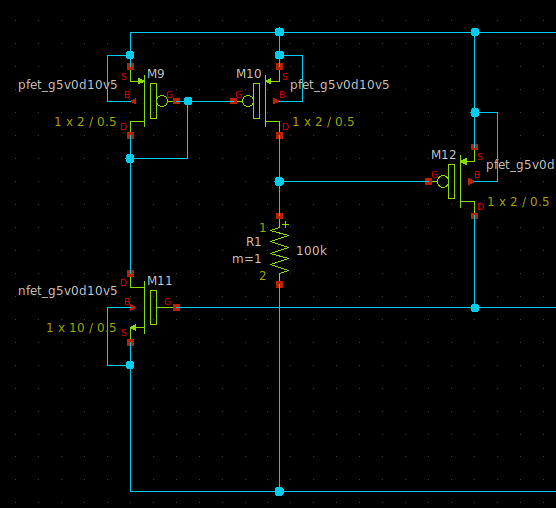 M9
S
pfet_g5v0d10v5
B
G
1 x 2 / 0.5
D
M10
S
pfet_g5v0d10v5
G
B
1 x 2 / 0.5
D
M12
S
pfet_g5v0d
G
B
1 x 2 / 0.5
D
1
+
R1
100k
m=1
2
D
M11
nfet_g5v0d10v5
B
G
1 x 10 / 0.5
S